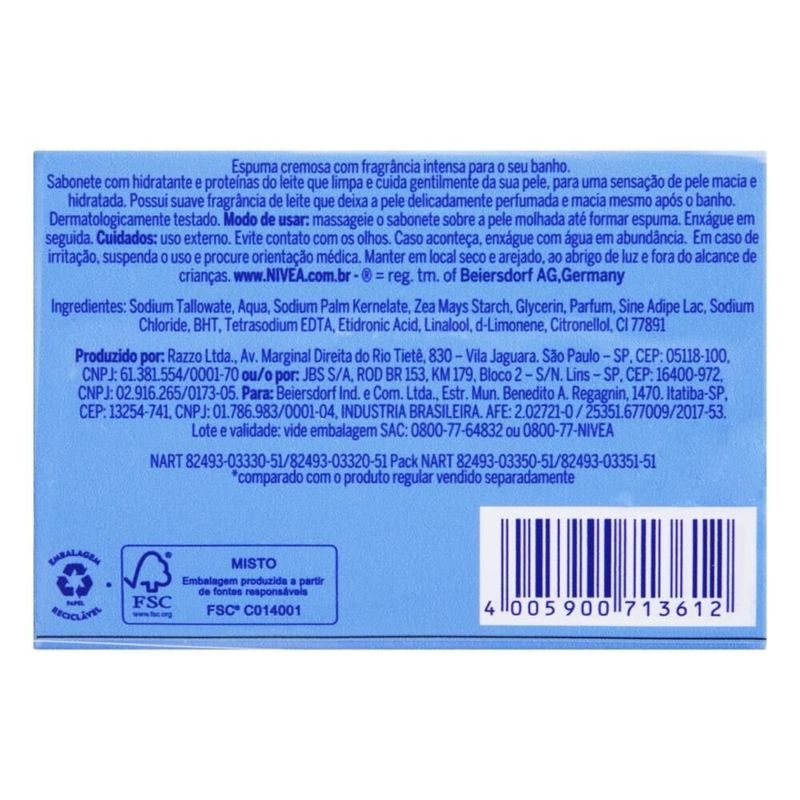 Espuma cremosa com fragrância intensa para o seu banho.
Sabonete com hidratante e proteínas do leite que limpa e cuida gentilmente da sua pele, para uma sensação de pele macia e
hidratada. Possui suave fragrância de leite que deixa a pele delicadamente perfumada e macia mesmo após o banho.
Dermatologicamente testado. Modo de usar: massageie o sabonete sobre a pele molhada até formar espuma. Enxágue em
seguida. Cuidados: uso externo. Evite contato com os olhos. Caso aconteça, enxágue com água em abundância. Em caso de
irritação, suspenda o uso e procure orientação médica. Manter em local seco e arejado, ao abrigo de luz e fora do alcance de
crianças. www.NIVEA.com.br - ® = reg. tm. of Beiersdorf AG,Germany
Ingredientes: Sodium Tallowate, Aqua, Sodium Palm Kernelate, Zea Mays Starch, Glycerin, Parfum, Sine Adipe Lac, Sodium
Chloride, BHT, Tetrasodium EDTA, Etidronic Acid, Linalool, d-Limonene, Citronellol, CI 77891
Produzido por: Razzo Ltda., Av. Marginal Direita do Rio Tietê, 830 – Vila Jaguara. São Paulo – SP, CEP: 05118-100,
CNPJ: 61.381.554/0001-70 ou/o por: JBS S/A, ROD BR 153, KM 179, Bloco 2 – S/N. Lins – SP, CEP: 16400-972,
CNPJ: 02.916.265/0173-05. Para: Beiersdorf Ind. e Com. Ltda., Estr. Mun. Benedito A. Regagnin, 1470. Itatiba-SP,
CEP: 13254-741, CNPJ: 01.786.983/0001-04, INDUSTRIA BRASILEIRA. AFE: 2.02721-0 / 25351.677009/2017-53.
Lote e validade: vide embalagem SAC: 0800-77-64832 ou 0800-77-NIVEA
NART 82493-03330-51/82493-03320-51 Pack NART 82493-03350-51/82493-03351-51
*comparado com o produto regular vendido separadamente
EMBALAGEM
PAPEL
RECICLÁVEL
FSC
www.fsc.org
MISTO
Embalagem produzida a partir
de fontes responsáveis
FSC® C014001
4 005900 713612